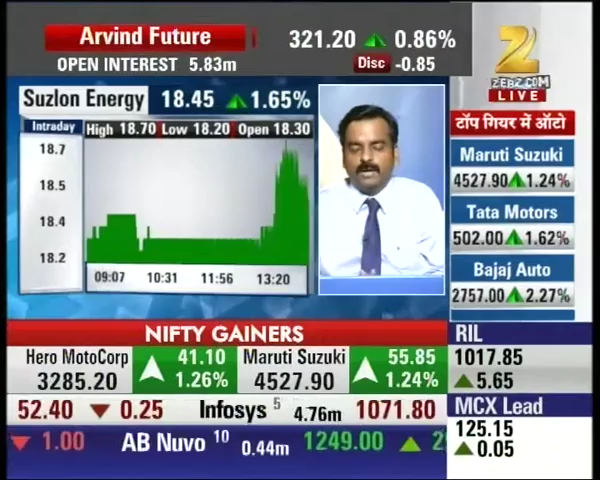 Arvind Future
321.20 0.86%
OPEN INTEREST 5.83m
Disc -0.85
Z
ZEEBIZ.COM
LIVE
Suzlon Energy 18.45 1.65%
Intraday High 18.70 Low 18.20 Open 18.30
18.7
18.5
18.4
18.2
09:07 10:31 11:56 13:20
टॉप गियर में ऑटो
Maruti Suzuki
4527.90 1.24%
Tata Motors
502.00 1.62%
Bajaj Auto
2757.00 2.27%
NIFTY GAINERS
Hero MotoCorp 41.10 Maruti Suzuki 55.85
3285.20 1.26% 4527.90 1.24%
RIL
1017.85
5.65
52.40 0.25 Infosys 5 4.76m 1071.80
MCX Lead
125.15
0.05
1.00 AB Nuvo 10 0.44m 1249.00